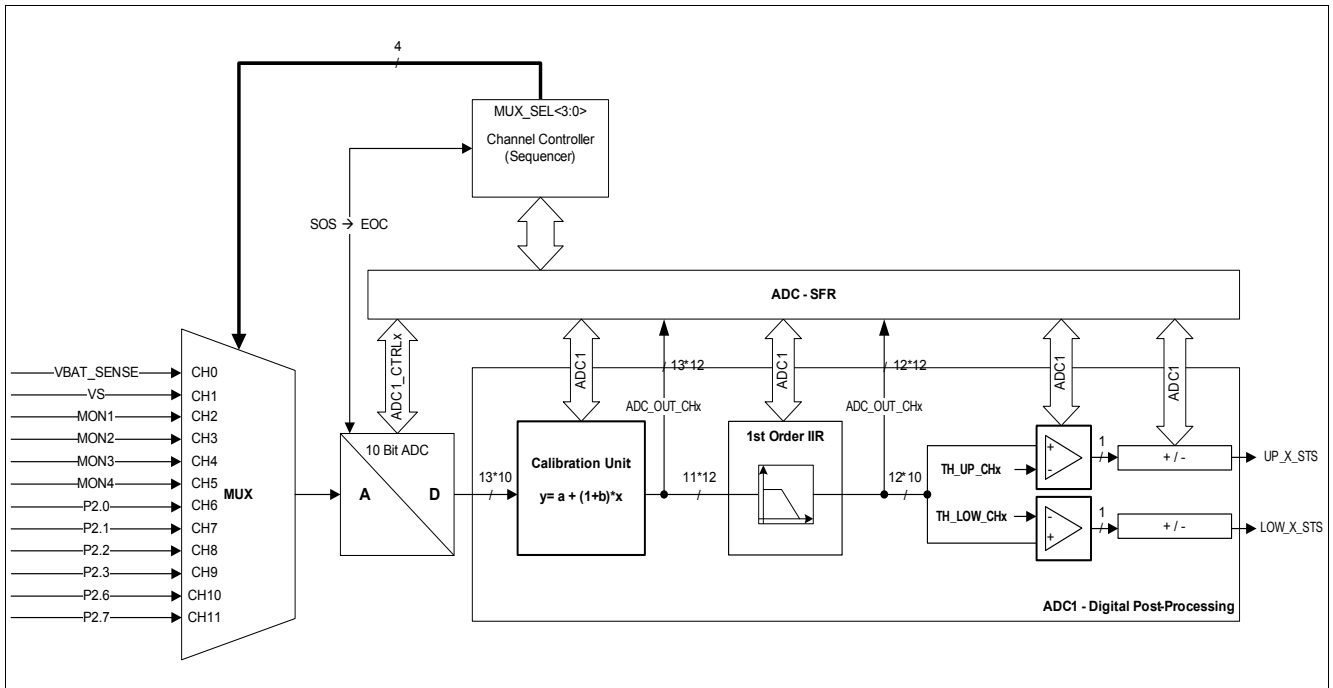 4
MUX_SEL<3:0>
Channel Controller
(Sequencer)
SOS → EOC
ADC - SFR
ADC1_CTRLx
ADC1
13*12
ADC1
12*12
ADC1
ADC1
VBAT_SENSE
CH0
VS
CH1
MON1
CH2
MON2
CH3
MON3
CH4
MON4
CH5
P2.0
CH6
P2.1
CH7
P2.2
CH8
P2.3
CH9
P2.6
CH10
P2.7
CH11
MUX
10 Bit ADC
A
D
13*10
ADC_OUT_CHx
Calibration Unit
y= a + (1+b)*x
11*12
1st Order IIR
ADC_OUT_CHx
12*10
TH_UP_CHx
+
-
1
+ / -
UP_X_STS
TH_LOW_CHx
-
+
1
+ / -
LOW_X_STS
ADC1 - Digital Post-Processing